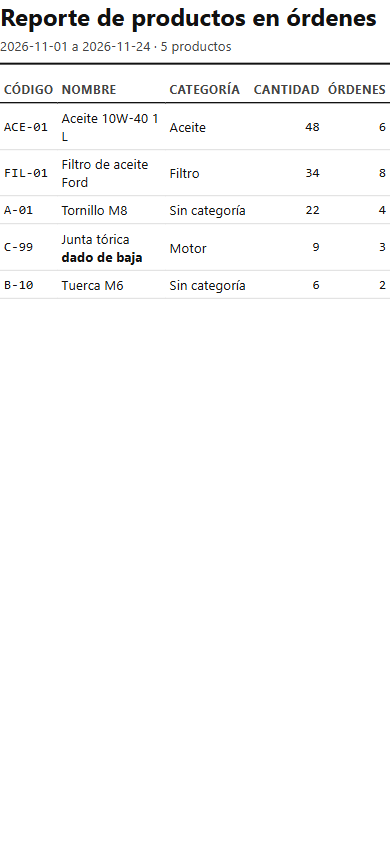 Reporte de productos en órdenes
2026-11-01 a 2026-11-24 · 5 productos
CÓDIGO NOMBRE CATEGORÍA CANTIDAD ÓRDENES
ACE-01 Aceite 10W-40 1 L Aceite 48 6
FIL-01 Filtro de aceite Ford Filtro 34 8
A-01 Tornillo M8 Sin categoría 22 4
C-99 Junta tórica dado de baja Motor 9 3
B-10 Tuerca M6 Sin categoría 6 2